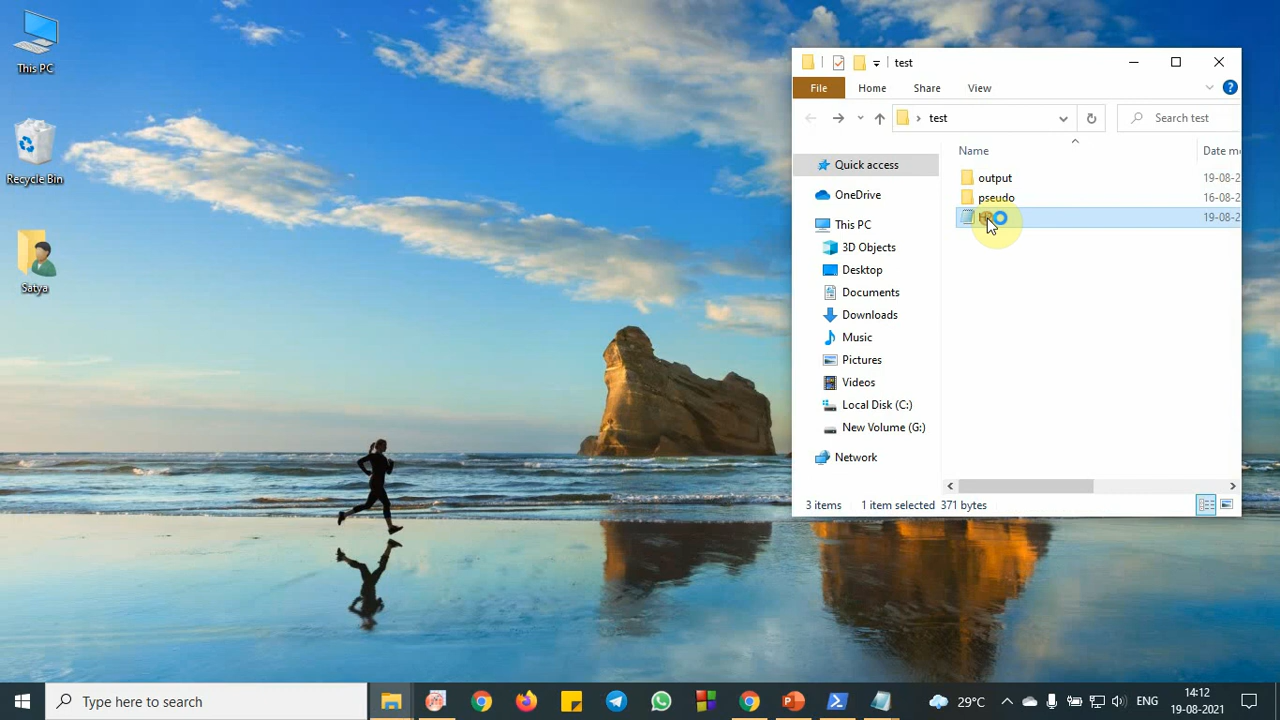 This PC
Recycle Bin
Satya
test
File
Home
Share
View
test
Search test
Quick access
OneDrive
This PC
3D Objects
Desktop
Documents
Downloads
Music
Pictures
Videos
Local Disk (C:)
New Volume (G:)
Network
Name
Date m
output
19-08-2
pseudo
16-08-2
19-08-2
3 items
1 item selected
371 bytes
Type here to search
29°C
ENG
14:12
19-08-2021